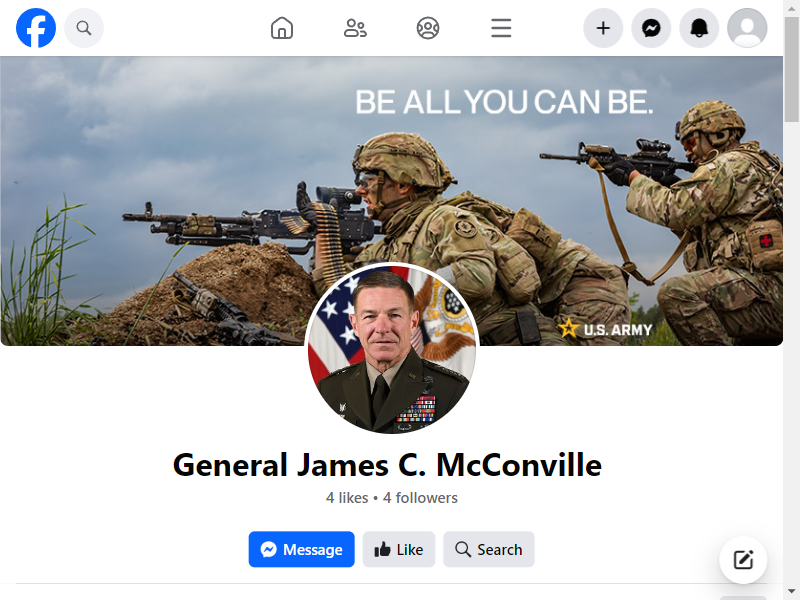 BE ALL YOU CAN BE.
U.S. ARMY
General James C. McConville
4 likes • 4 followers
Message
Like
Search